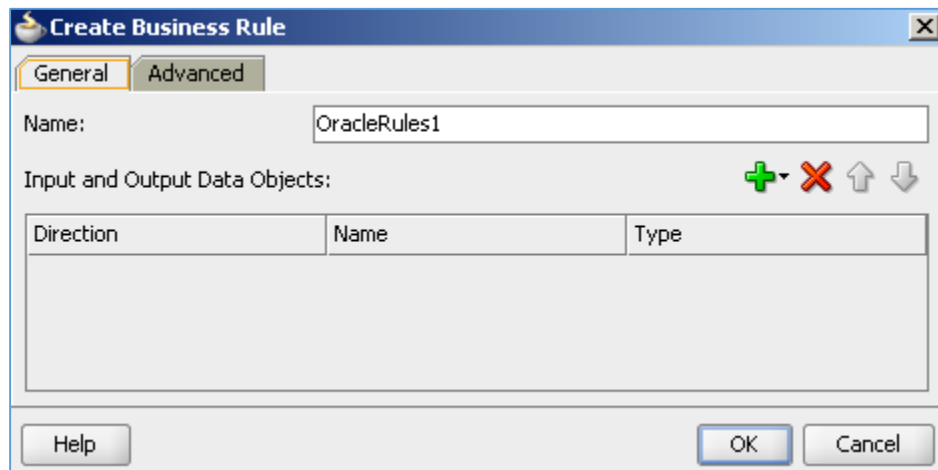 Create Business Rule
General Advanced
Name: OracleRules1
Input and Output Data Objects:
Direction Name Type
Help OK Cancel